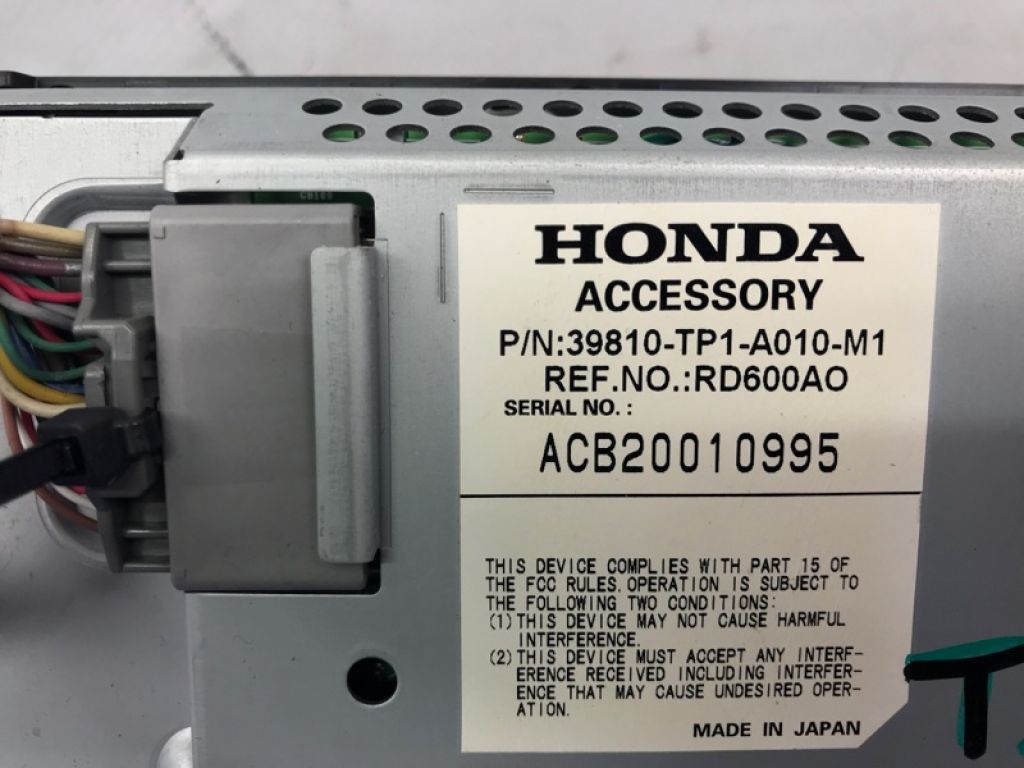 CB160
HONDA
ACCESSORY
P/N:39810-TP1-A010-M1
REF.NO.:RD600AO
SERIAL NO.:
ACB20010995
THIS DEVICE COMPLIES WITH PART 15 OF
THE FCC RULES.OPERATION IS SUBJECT TO
THE FOLLOWING TWO CONDITIONS:
(1)THIS DEVICE MAY NOT CAUSE HARMFUL
INTERFERENCE.
(2)THIS DEVICE MUST ACCEPT ANY INTERF-
ERENCE RECEIVED INCLUDING INTERFER-
ENCE THAT MAY CAUSE UNDESIRED OPER-
ATION.
MADE IN JAPAN